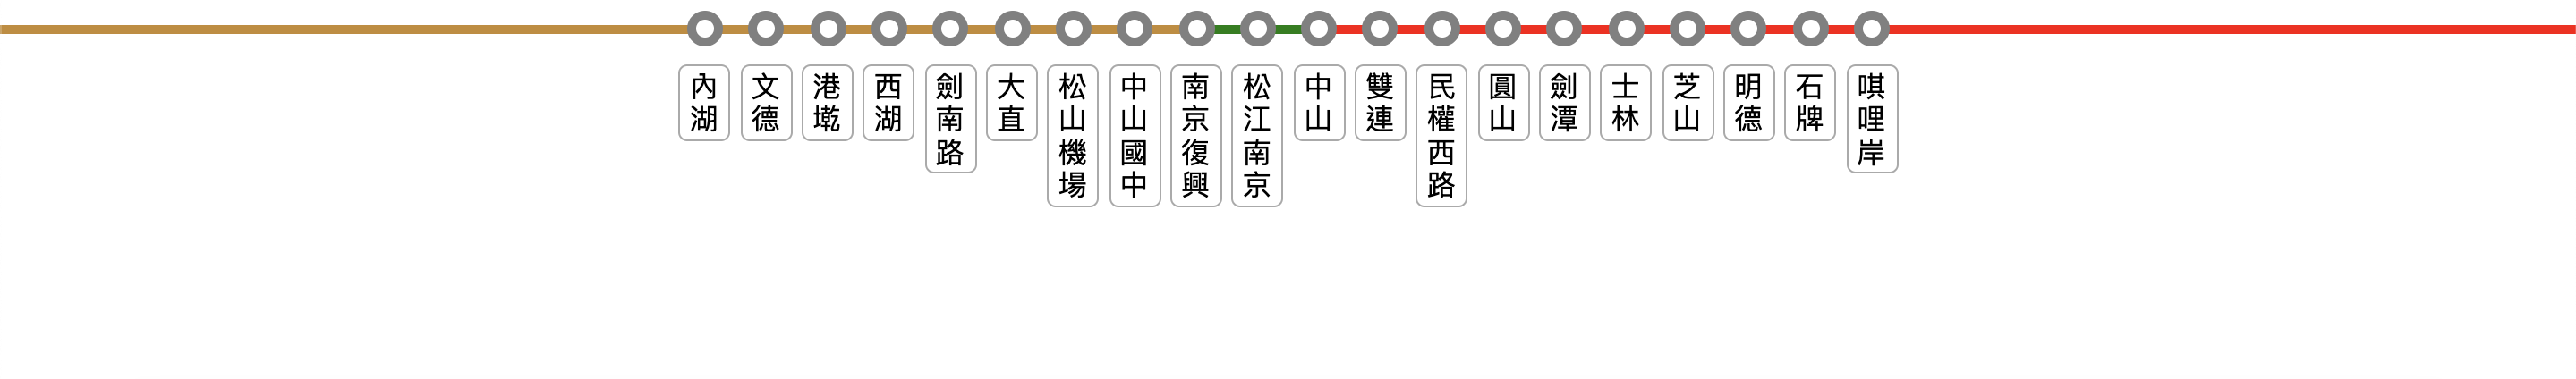 內湖
文德
港墘
西湖
劍南路
大直
松山機場
中山國中
南京復興
松江南京
中山
雙連
民權西路
圓山
劍潭
士林
芝山
明德
石牌
唭哩岸